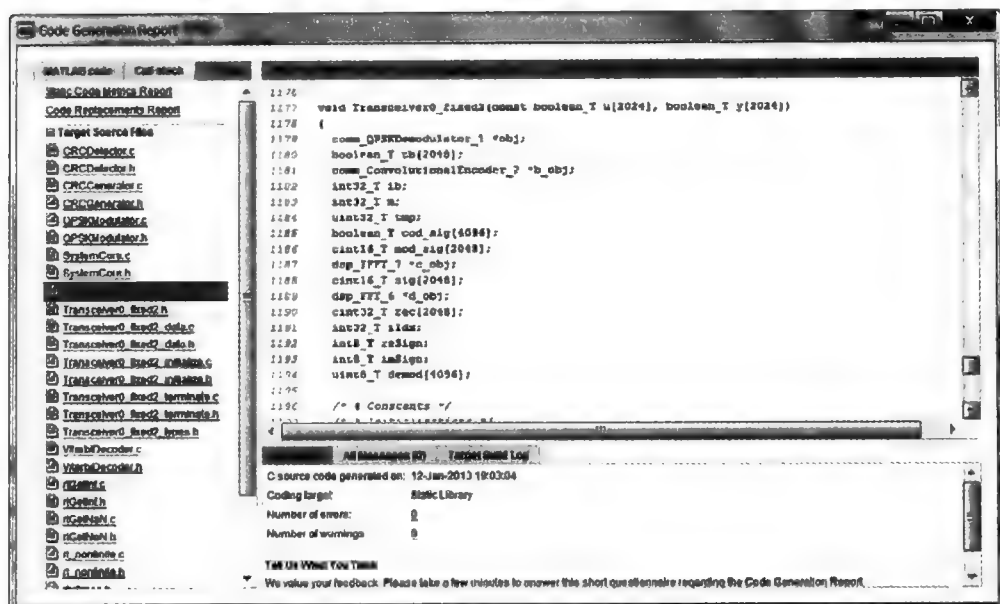 Code Generation Report
MATLAB code Call stack
Static Code Metrics Report
Code Replacements Report
Target Source Files
CRCDetector.c
CRCDetector.h
CRCGenerator.c
CRCGenerator.h
QPSKModulator.c
QPSKModulator.h
SystemCore.c
SystemCore.h
Transceiver0_fixed2.h
Transceiver0_fixed2_data.c
Transceiver0_fixed2_data.h
Transceiver0_fixed2_initialize.c
Transceiver0_fixed2_initialize.h
Transceiver0_fixed2_terminate.c
Transceiver0_fixed2_terminate.h
Transceiver0_fixed2_types.h
ViterbiDecoder.c
ViterbiDecoder.h
rtGetInf.c
rtGetInf.h
rtGetNaN.c
rtGetNaN.h
rt_nonfinite.c
rt_nonfinite.h
1176
1177 void Transceiver0_fixed2(const boolean_T u[2024], boolean_T y[2024])
1178 {
1179 comm_QPSKDemodulator_1 *obj;
1180 boolean_T tb[2048];
1181 comm_ConvolutionalEncoder_2 *b_obj;
1182 int32_T ib;
1183 int32_T m;
1184 uint32_T tmp;
1185 boolean_T cod_sig[4096];
1186 cint16_T mod_sig[2048];
1187 dsp_IFFT_7 *c_obj;
1188 cint16_T sig[2048];
1189 dsp_FFT_6 *d_obj;
1190 cint32_T rec[2048];
1191 int32_T iIdx;
1192 int8_T reSign;
1193 int8_T imSign;
1194 uint8_T demod[4096];
1195
1196 /* % Constants */
All Messages (0) Target Build Log
C source code generated on: 12-Jan-2013 19:03:04
Coding target: Static Library
Number of errors: 0
Number of warnings: 0
Tell Us What You Think
We value your feedback. Please take a few minutes to answer this short questionnaire regarding the Code Generation Report